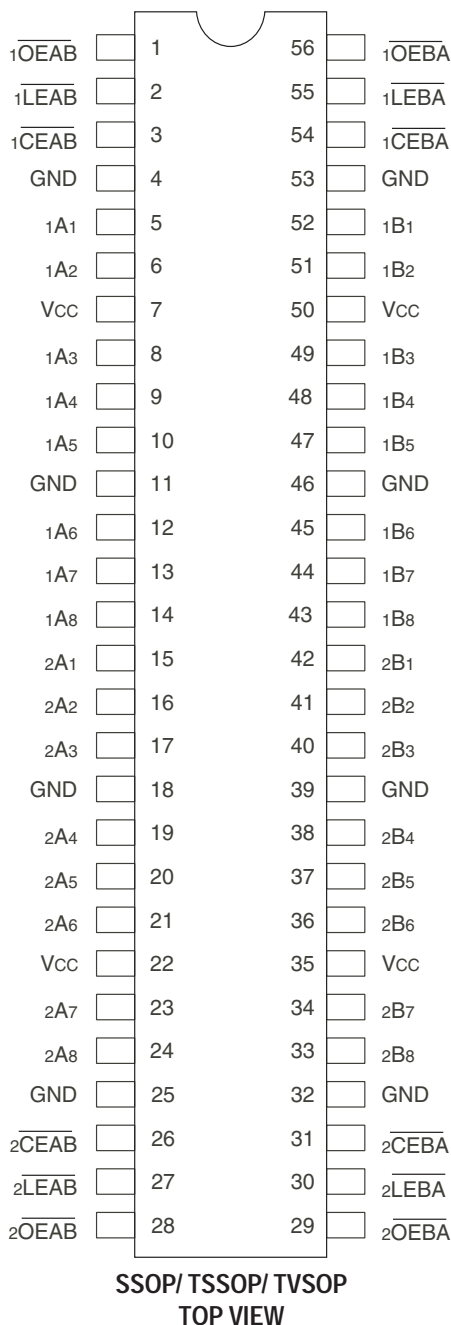 1OEAB 1 56 1OEBA
1LEAB 2 55 1LEBA
1CEAB 3 54 1CEBA
GND 4 53 GND
1A1 5 52 1B1
1A2 6 51 1B2
VCC 7 50 VCC
1A3 8 49 1B3
1A4 9 48 1B4
1A5 10 47 1B5
GND 11 46 GND
1A6 12 45 1B6
1A7 13 44 1B7
1A8 14 43 1B8
2A1 15 42 2B1
2A2 16 41 2B2
2A3 17 40 2B3
GND 18 39 GND
2A4 19 38 2B4
2A5 20 37 2B5
2A6 21 36 2B6
VCC 22 35 VCC
2A7 23 34 2B7
2A8 24 33 2B8
GND 25 32 GND
2CEAB 26 31 2CEBA
2LEAB 27 30 2LEBA
2OEAB 28 29 2OEBA
SSOP/ TSSOP/ TVSOP
TOP VIEW